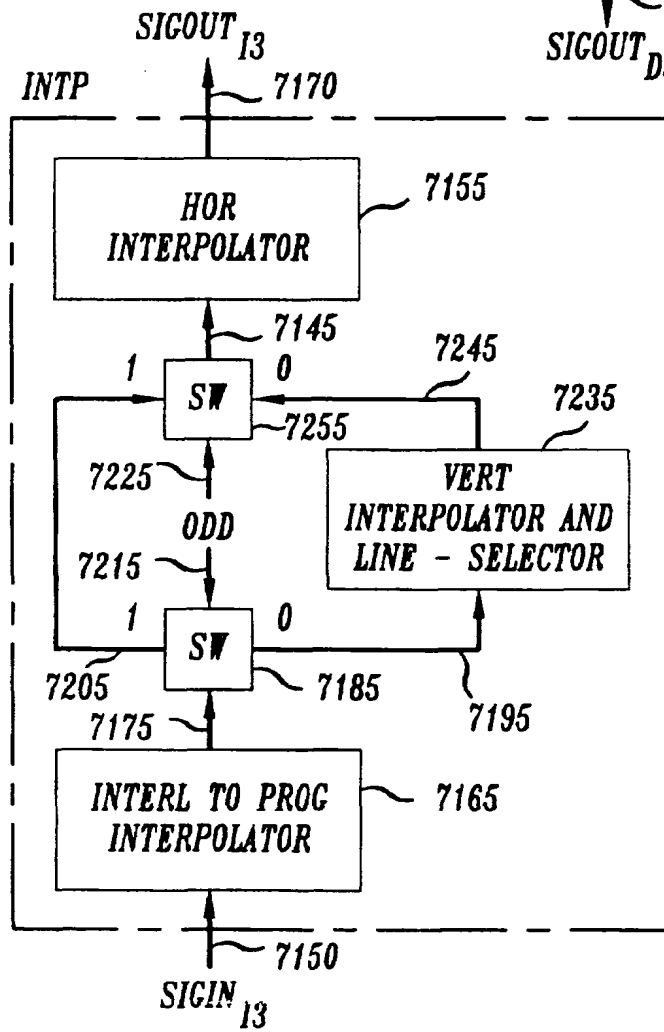 SIGOUT I3
SIGOUT D
INTP
7170
HOR
INTERPOLATOR
7155
7145
1
0
SW
7255
7245
7235
7225
ODD
7215
VERT
INTERPOLATOR AND
LINE - SELECTOR
1
0
SW
7205
7185
7195
7175
INTERL TO PROG
INTERPOLATOR
7165
7150
SIGIN I3